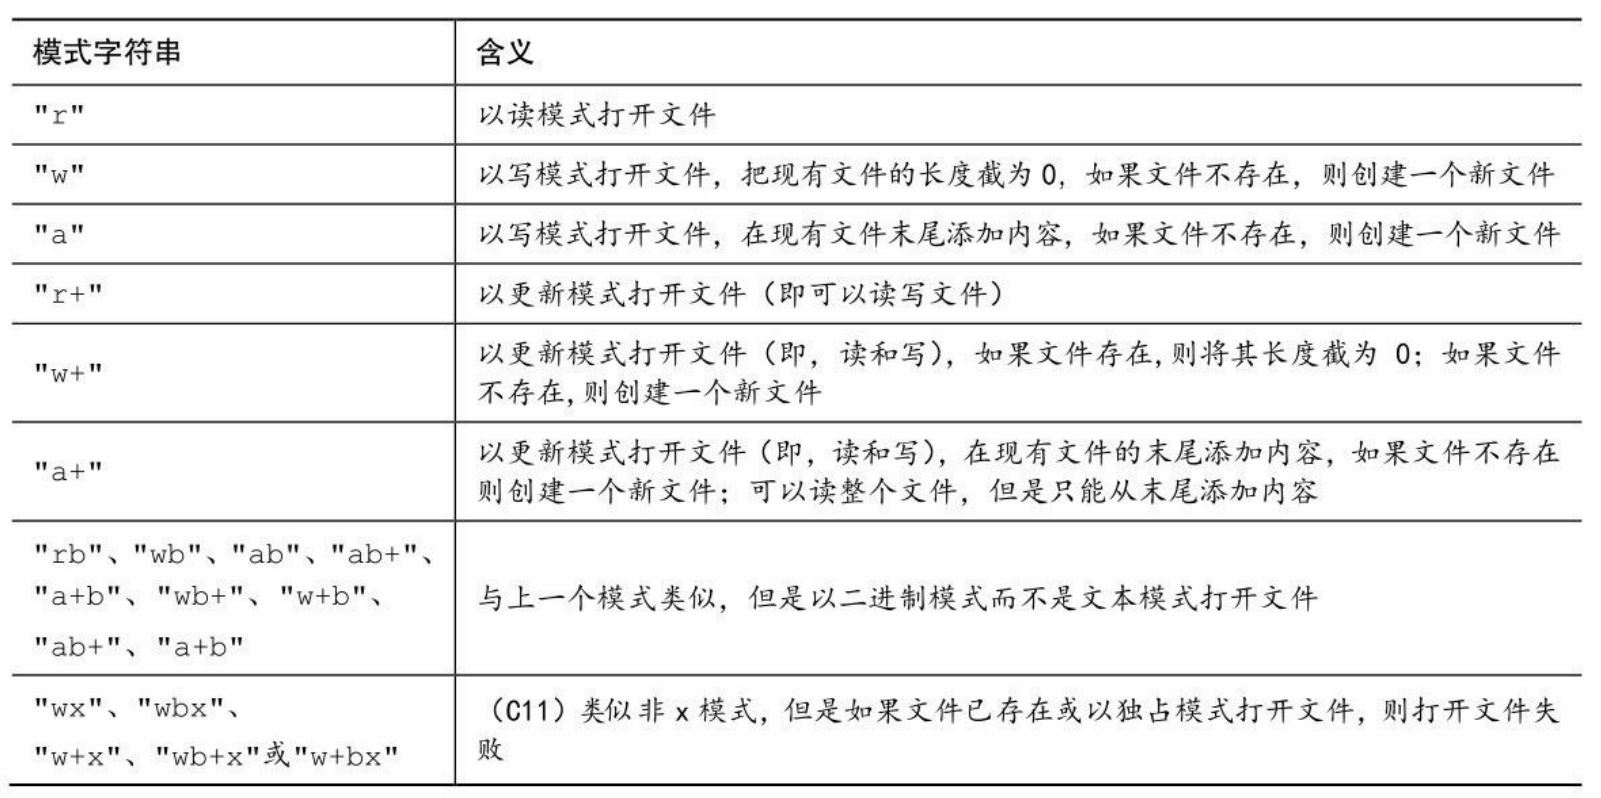 模式字符串 含义
"r" 以读模式打开文件
"w" 以写模式打开文件，把现有文件的长度截为 0，如果文件不存在，则创建一个新文件
"a" 以写模式打开文件，在现有文件末尾添加内容，如果文件不存在，则创建一个新文件
"r+" 以更新模式打开文件（即可以读写文件）
"w+" 以更新模式打开文件（即，读和写），如果文件存在,则将其长度截为 0；如果文件
不存在,则创建一个新文件
"a+" 以更新模式打开文件（即，读和写），在现有文件的末尾添加内容，如果文件不存在
则创建一个新文件；可以读整个文件，但是只能从末尾添加内容
"rb"、"wb"、"ab"、"ab+"、
"a+b"、"wb+"、"w+b"、
"ab+"、"a+b"
与上一个模式类似，但是以二进制模式而不是文本模式打开文件
"wx"、"wbx"、
"w+x"、"wb+x"或"w+bx"
（C11）类似非 x 模式，但是如果文件已存在或以独占模式打开文件，则打开文件失
败